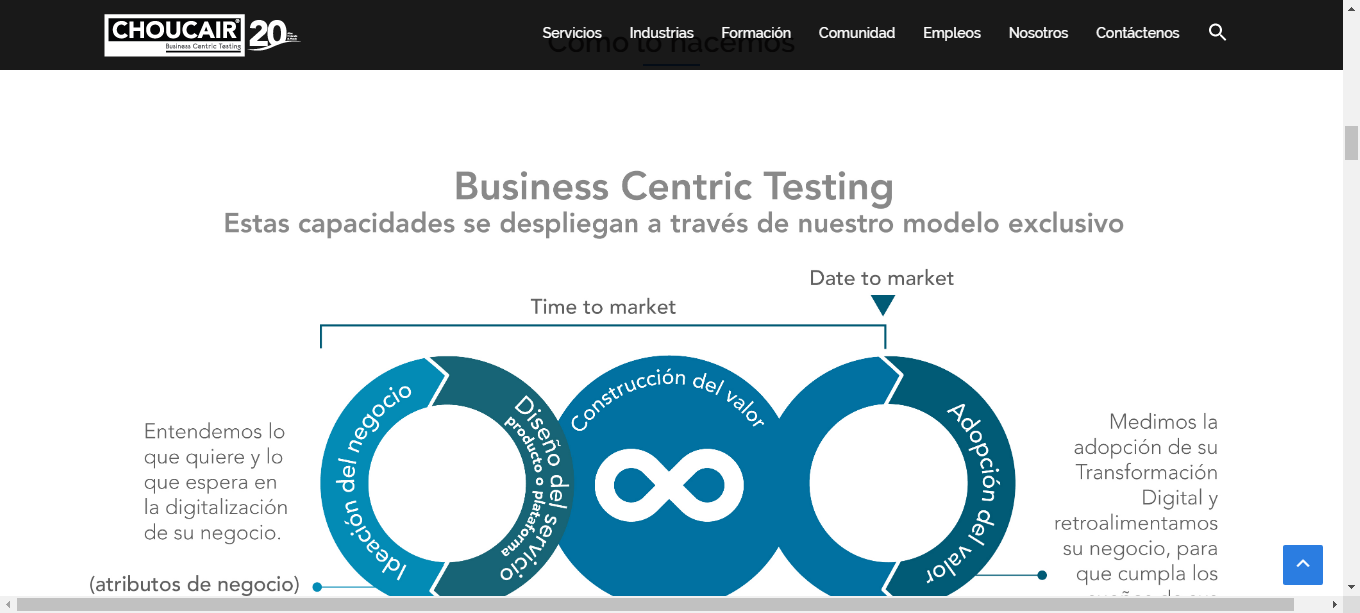 CHOUCAIR
Business Centric Testing
20
Servicios Industrias Formación Comunidad Empleos Nosotros Contáctenos
Cómo lo hacemos
Business Centric Testing
Estas capacidades se despliegan a través de nuestro modelo exclusivo
Date to market
Time to market
Ideación del negocio
Diseño del servicio
producto o plataforma
Construcción del valor
Adopción del valor
Entendemos lo
que quiere y lo
que espera en
la digitalización
de su negocio.
(atributos de negocio)
Medimos la
adopción de su
Transformación
Digital y
retroalimentamos
su negocio, para
que cumpla los